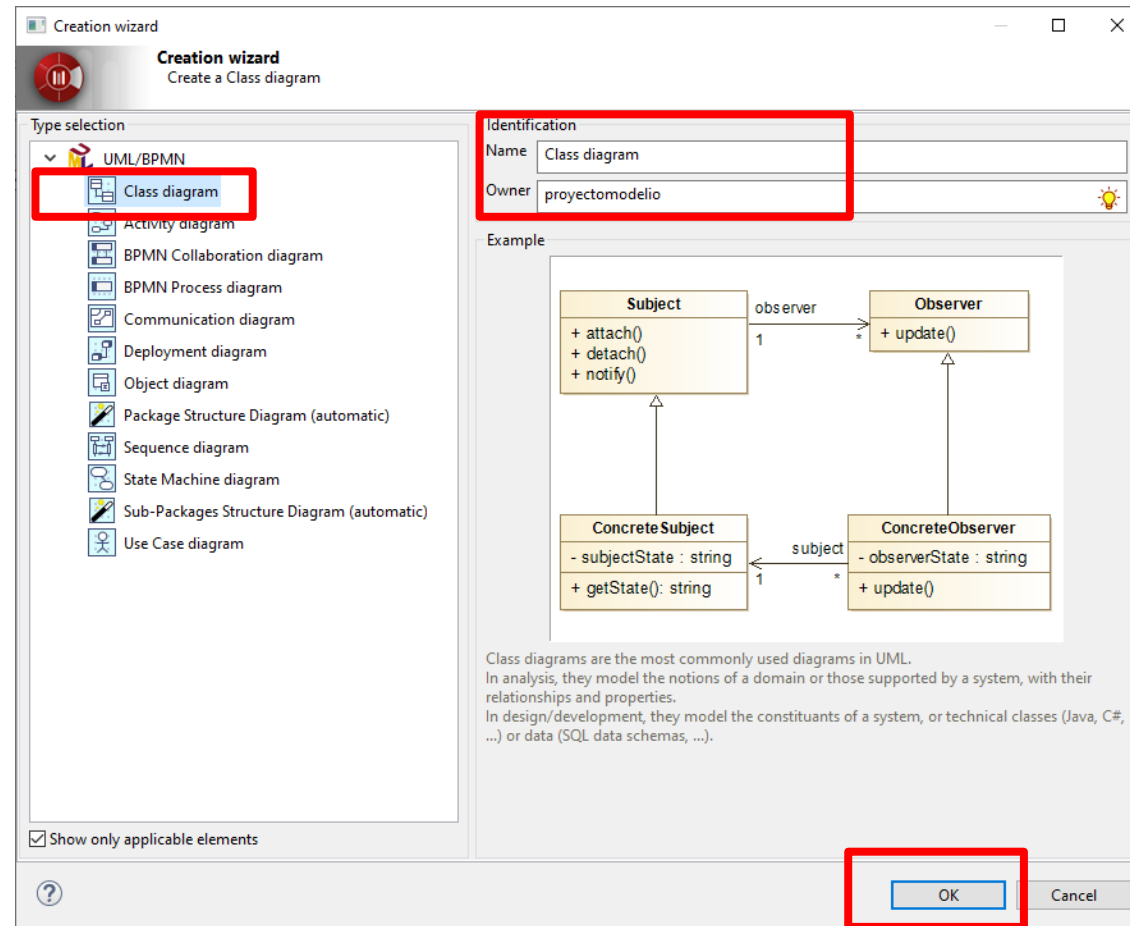 Creation wizard
Creation wizard
Create a Class diagram
Type selection
UML/BPMN
Class diagram
Activity diagram
BPMN Collaboration diagram
BPMN Process diagram
Communication diagram
Deployment diagram
Object diagram
Package Structure Diagram (automatic)
Sequence diagram
State Machine diagram
Sub-Packages Structure Diagram (automatic)
Use Case diagram
Show only applicable elements
Identification
Name Class diagram
Owner proyectomodelio
Example
Subject
+ attach()
+ detach()
+ notify()
observer
1
*
Observer
+ update()
ConcreteSubject
- subjectState : string
+ getState(): string
subject
1
*
ConcreteObserver
- observerState : string
+ update()
Class diagrams are the most commonly used diagrams in UML.
In analysis, they model the notions of a domain or those supported by a system, with their
relationships and properties.
In design/development, they model the constituants of a system, or technical classes (Java, C#,
...) or data (SQL data schemas, ...).
?
OK
Cancel